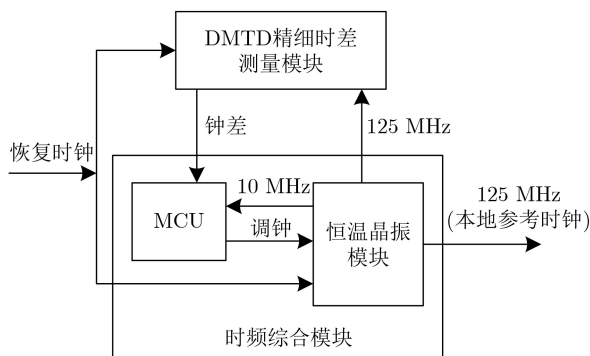 DMTD精细时差
测量模块
钟差
125 MHz
恢复时钟
10 MHz
MCU
调钟
恒温晶振
模块
125 MHz
(本地参考时钟)
时频综合模块